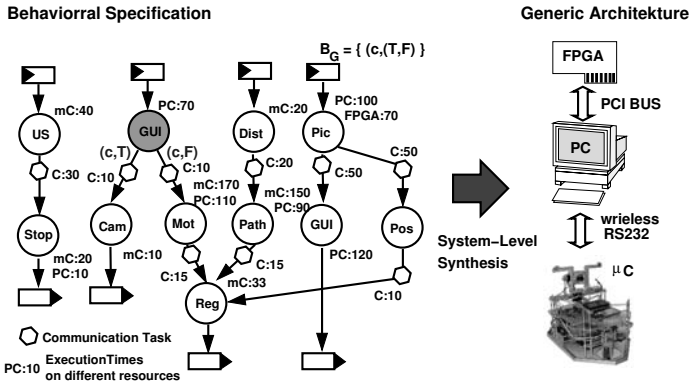 Behaviorral Specification
Generic Architekture
B_G = { (c,(T,F) }
FPGA
mC:40
PC:70
mC:20
PC:100
FPGA:70
PCI BUS
US
GUI
Dist
Pic
PC
(c,T)
(c,F)
C:30
C:10
C:10
C:20
C:50
C:50
mC:170
PC:110
mC:150
PC:90
Stop
Cam
Mot
Path
GUI
Pos
System-Level
Synthesis
wrieless
RS232
mC:20
PC:10
mC:10
C:15
C:15
PC:120
mC:33
C:10
Reg
μC
Communication Task
PC:10 ExecutionTimes
on different resources